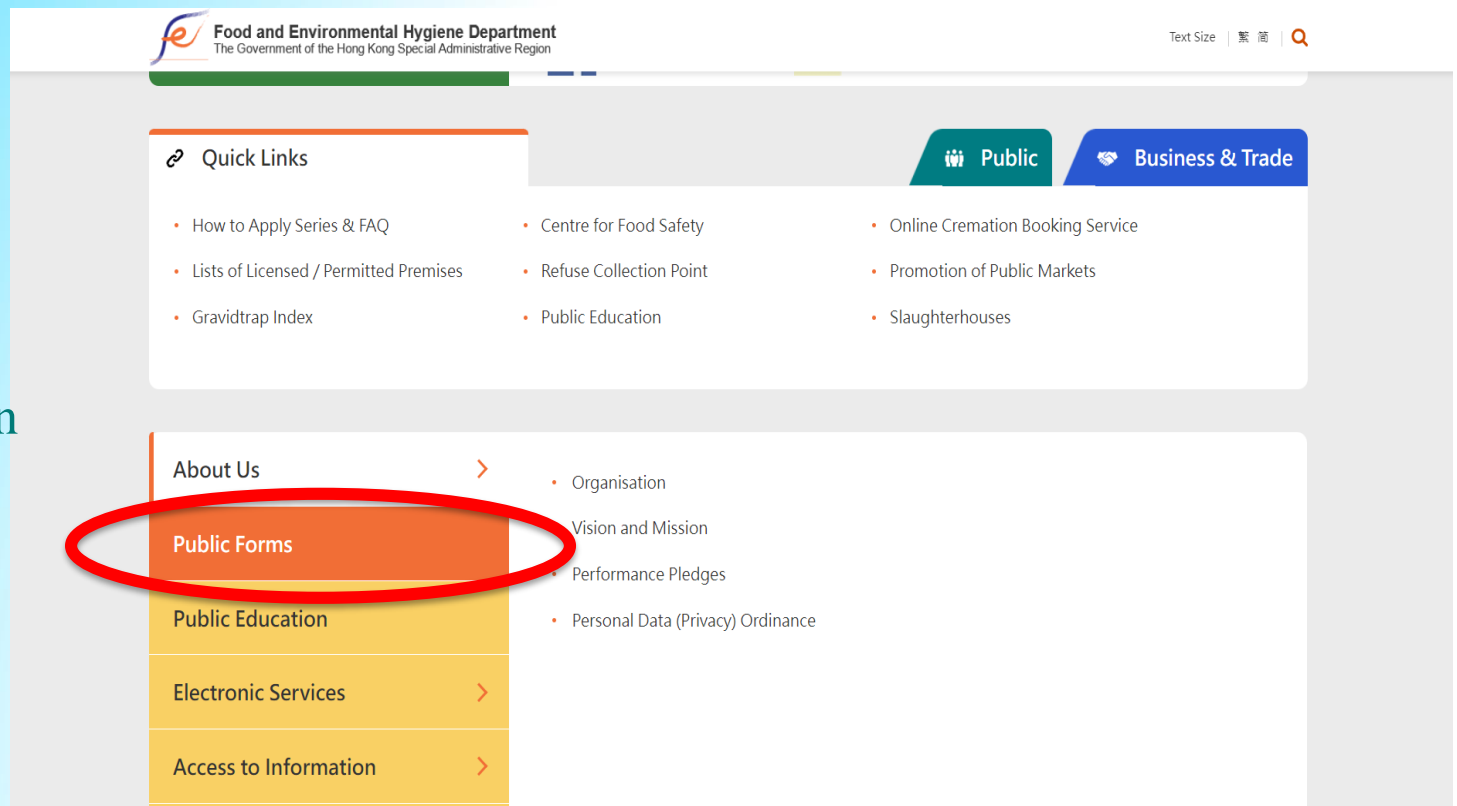 Food and Environmental Hygiene Department
The Government of the Hong Kong Special Administrative Region
Text Size 繁 简
Quick Links
Public
Business & Trade
• How to Apply Series & FAQ
• Centre for Food Safety
• Online Cremation Booking Service
• Lists of Licensed / Permitted Premises
• Refuse Collection Point
• Promotion of Public Markets
• Gravidtrap Index
• Public Education
• Slaughterhouses
n
About Us
• Organisation
Public Forms
Vision and Mission
• Performance Pledges
Public Education
• Personal Data (Privacy) Ordinance
Electronic Services
Access to Information